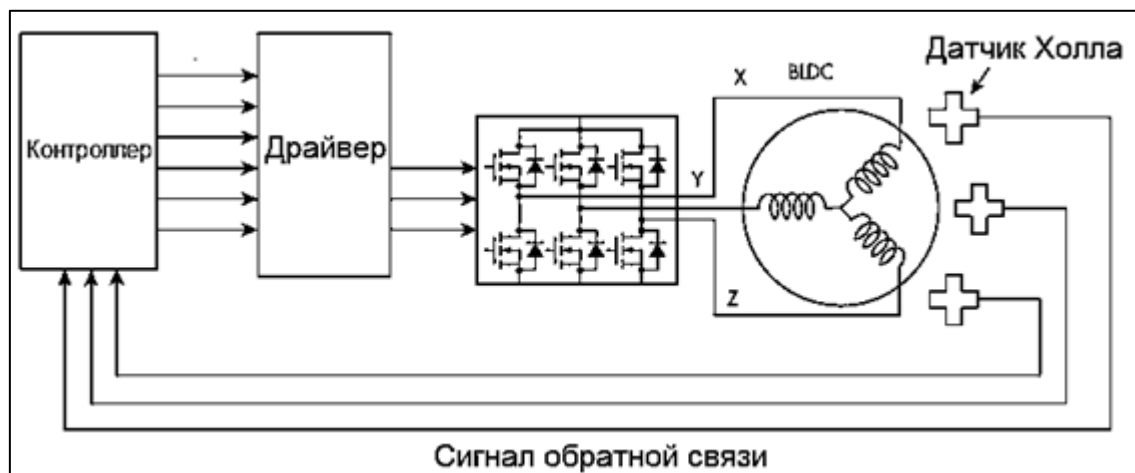 Датчик Холла
X
BLDC
Контроллер
Драйвер
Y
Z
Сигнал обратной связи